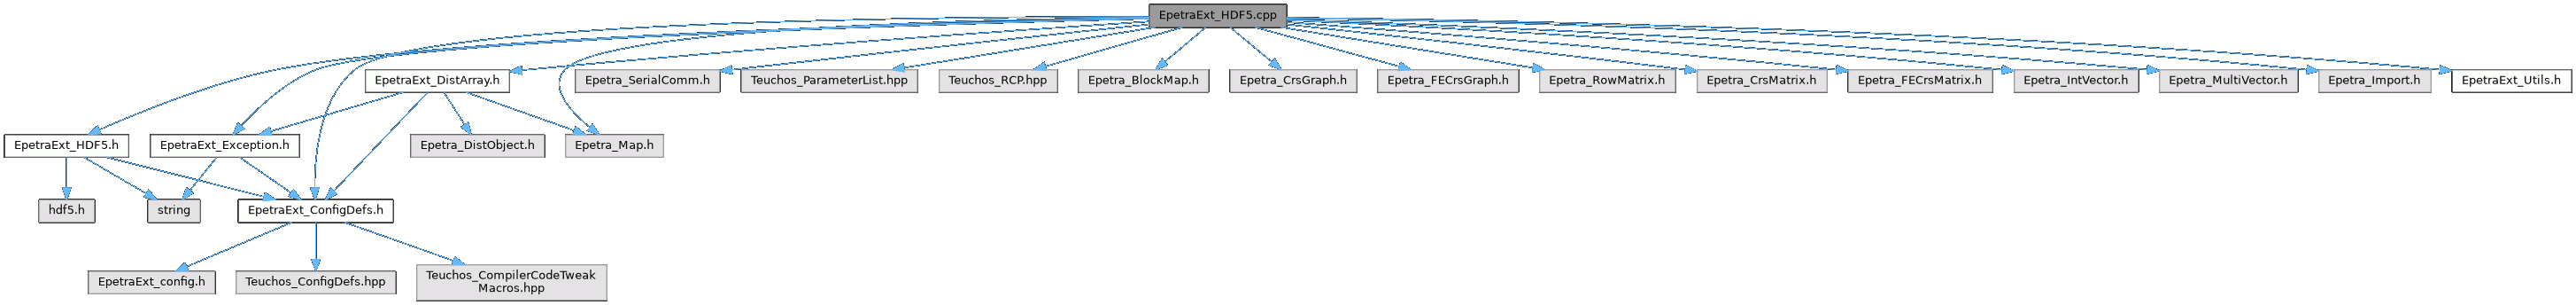 EpetraExt_HDF5.cpp
EpetraExt_DistArray.h
Epetra_SerialComm.h
Teuchos_ParameterList.hpp
Teuchos_RCP.hpp
Epetra_BlockMap.h
Epetra_CrsGraph.h
Epetra_FECrsGraph.h
Epetra_RowMatrix.h
Epetra_CrsMatrix.h
Epetra_FECrsMatrix.h
Epetra_IntVector.h
Epetra_MultiVector.h
Epetra_Import.h
EpetraExt_Utils.h
EpetraExt_HDF5.h
EpetraExt_Exception.h
Epetra_DistObject.h
Epetra_Map.h
hdf5.h
string
EpetraExt_ConfigDefs.h
EpetraExt_config.h
Teuchos_ConfigDefs.hpp
Teuchos_CompilerCodeTweak
Macros.hpp